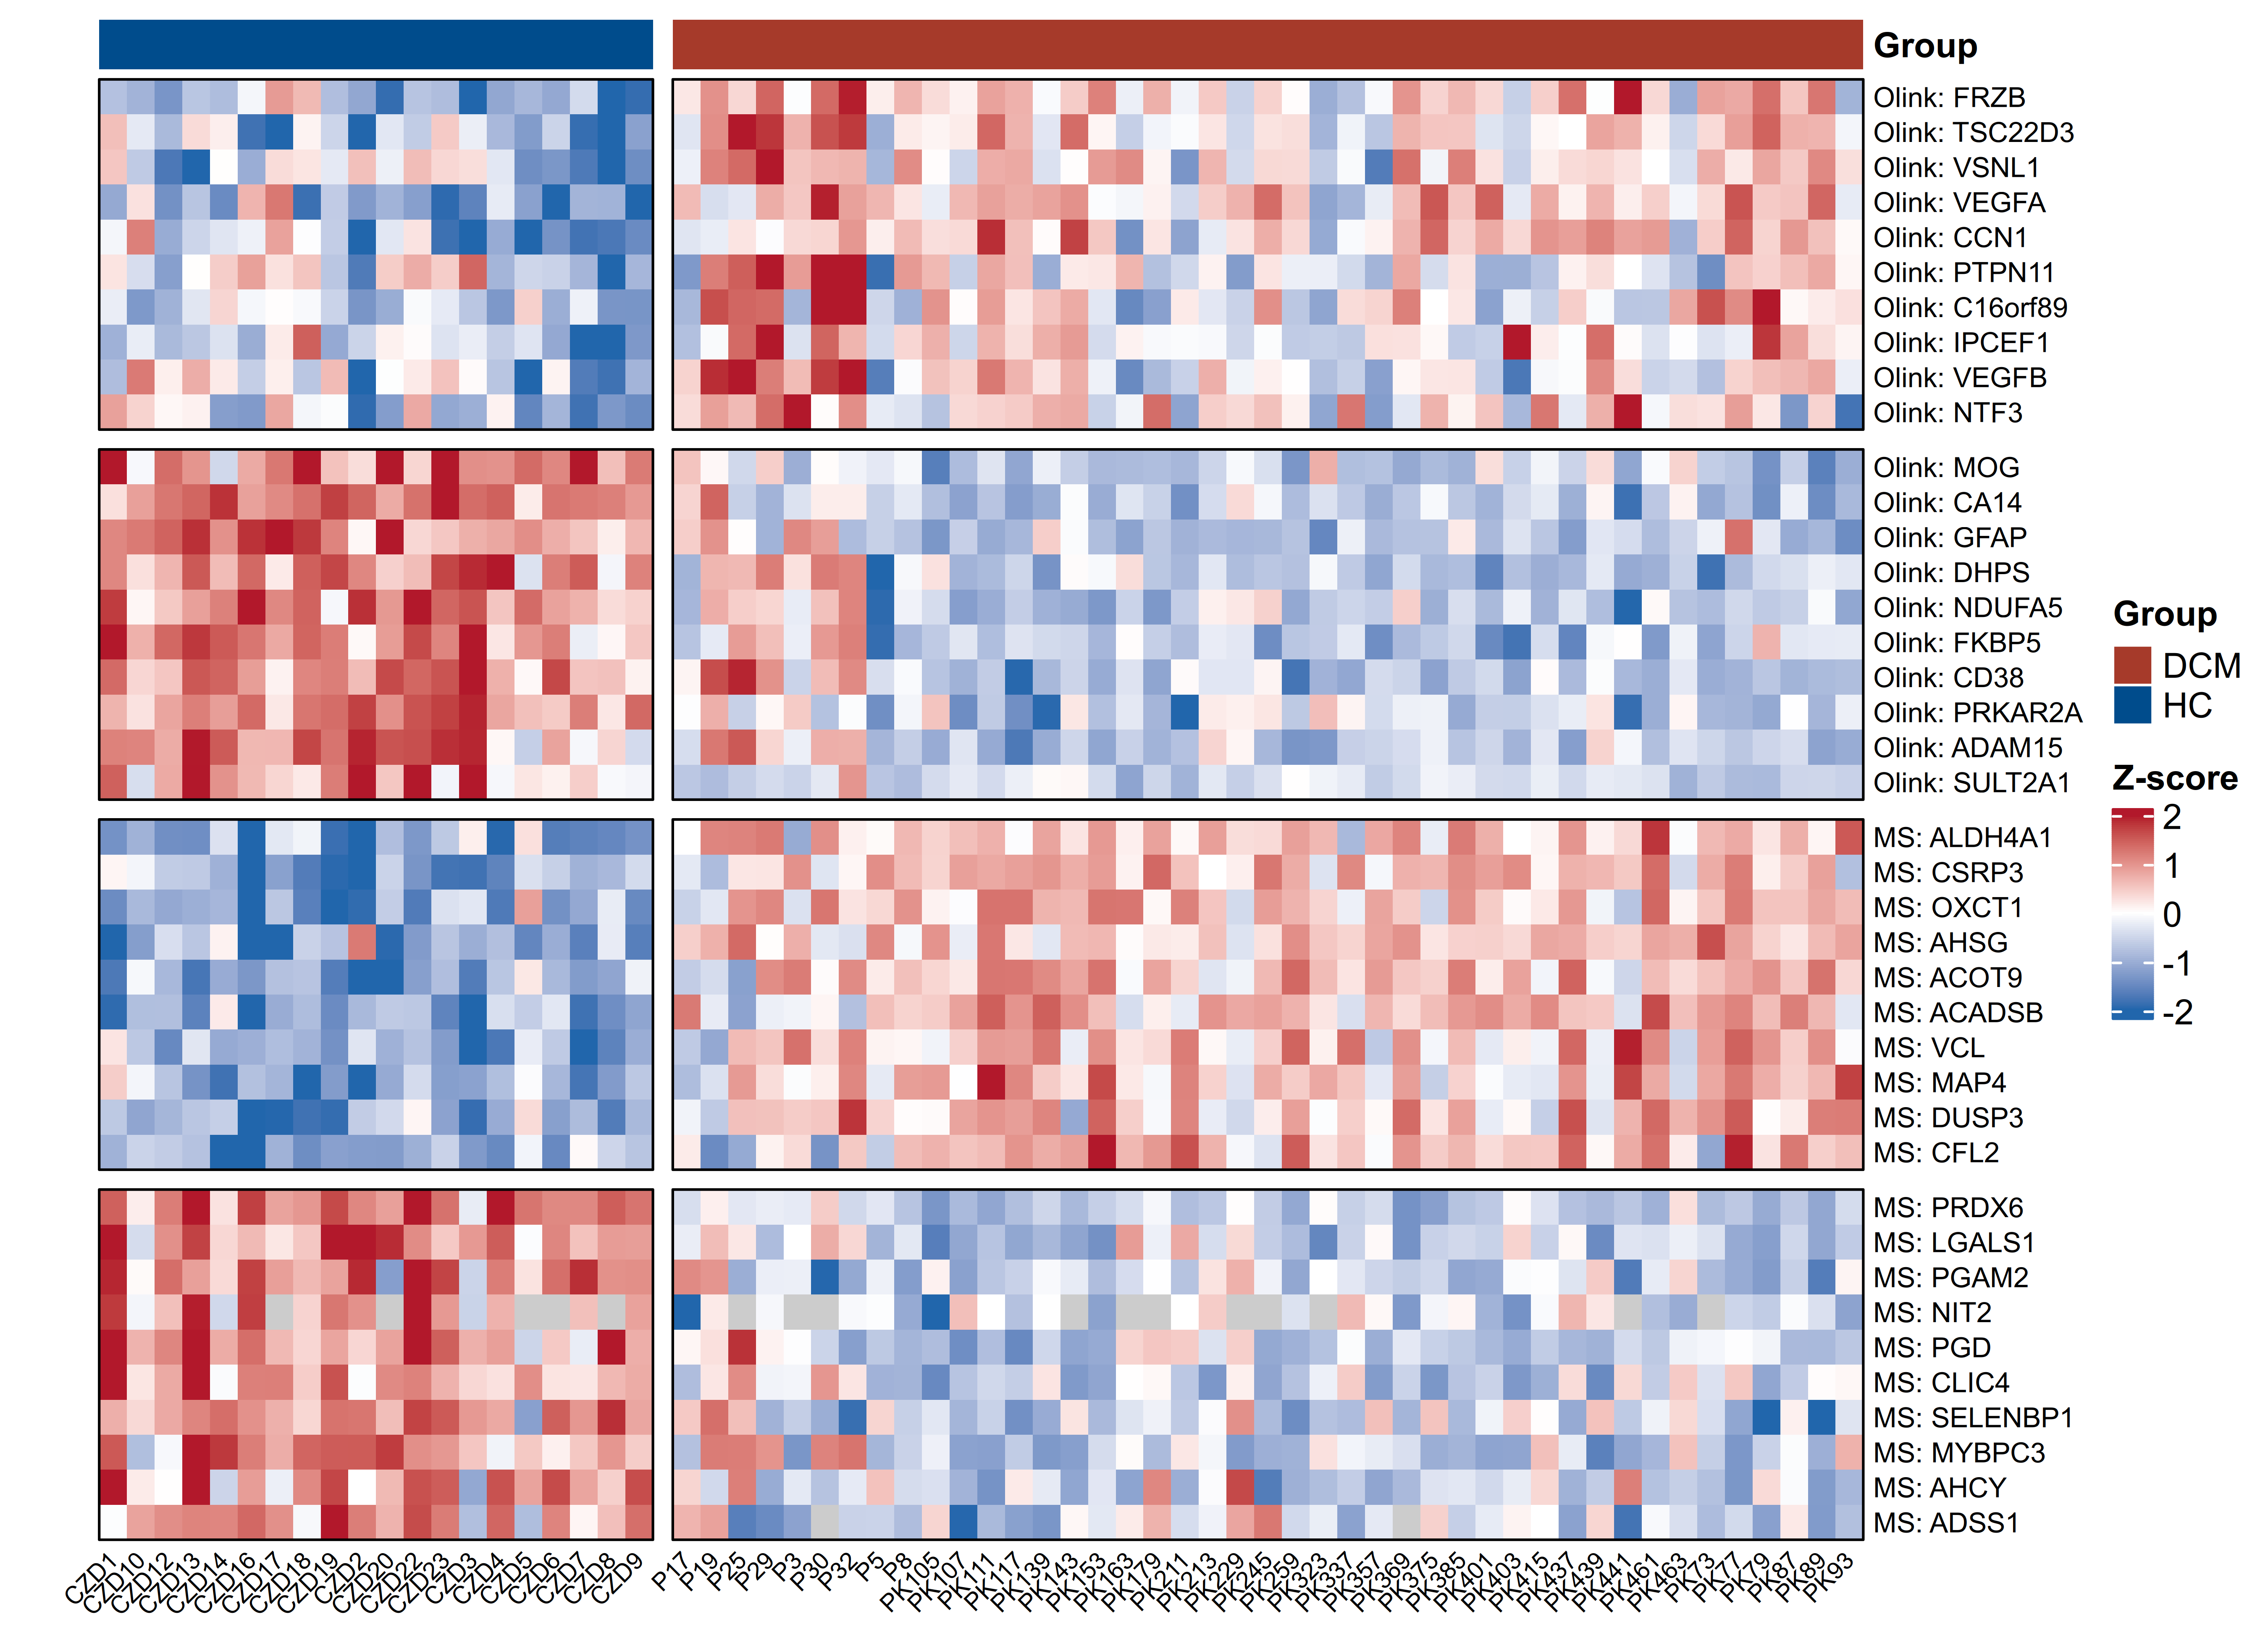 Group
Olink: FRZB
Olink: TSC22D3
Olink: VSNL1
Olink: VEGFA
Olink: CCN1
Olink: PTPN11
Olink: C16orf89
Olink: IPCEF1
Olink: VEGFB
Olink: NTF3
Olink: MOG
Olink: CA14
Olink: GFAP
Olink: DHPS
Olink: NDUFA5
Olink: FKBP5
Olink: CD38
Olink: PRKAR2A
Olink: ADAM15
Olink: SULT2A1
MS: ALDH4A1
MS: CSRP3
MS: OXCT1
MS: AHSG
MS: ACOT9
MS: ACADSB
MS: VCL
MS: MAP4
MS: DUSP3
MS: CFL2
MS: PRDX6
MS: LGALS1
MS: PGAM2
MS: NIT2
MS: PGD
MS: CLIC4
MS: SELENBP1
MS: MYBPC3
MS: AHCY
MS: ADSS1
CZD1
CZD10
CZD12
CZD13
CZD14
CZD16
CZD17
CZD18
CZD19
CZD2
CZD20
CZD22
CZD23
CZD3
CZD4
CZD5
CZD6
CZD7
CZD8
CZD9
P17
P19
P25
P29
P3
P30
P32
P5
P8
PK105
PK107
PK111
PK117
PK139
PK143
PK153
PK163
PK179
PK211
PK213
PK229
PK245
PK259
PK323
PK337
PK357
PK369
PK375
PK385
PK401
PK403
PK415
PK437
PK439
PK441
PK461
PK463
PK73
PK77
PK79
PK87
PK89
PK93
Group
DCM
HC
Z-score
2
1
0
-1
-2